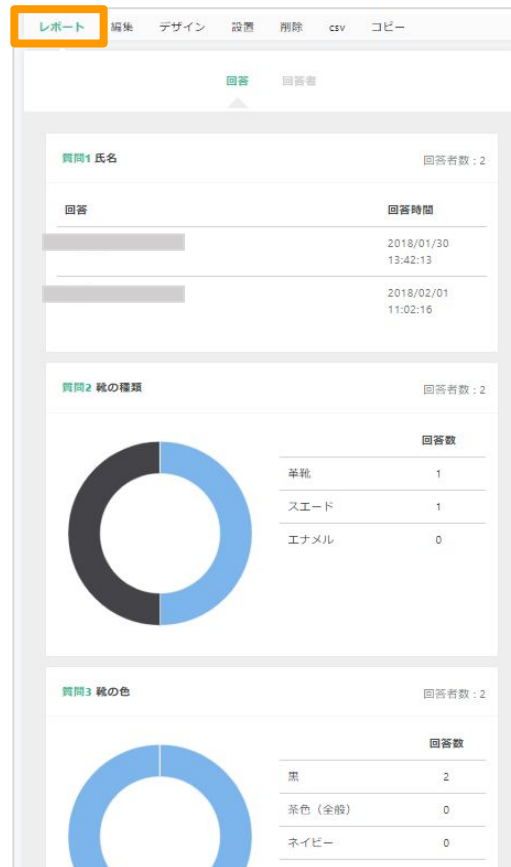 レポート 編集 デザイン 設置 削除 csv コピー
回答 回答者
質問1 氏名 回答者数 : 2
回答 回答時間
2018/01/30
13:42:13
2018/02/01
11:02:16
質問2 靴の種類 回答者数 : 2
回答数
革靴 1
スエード 1
エナメル 0
質問3 靴の色 回答者数 : 2
回答数
黒 2
茶色（全般） 0
ネイビー 0